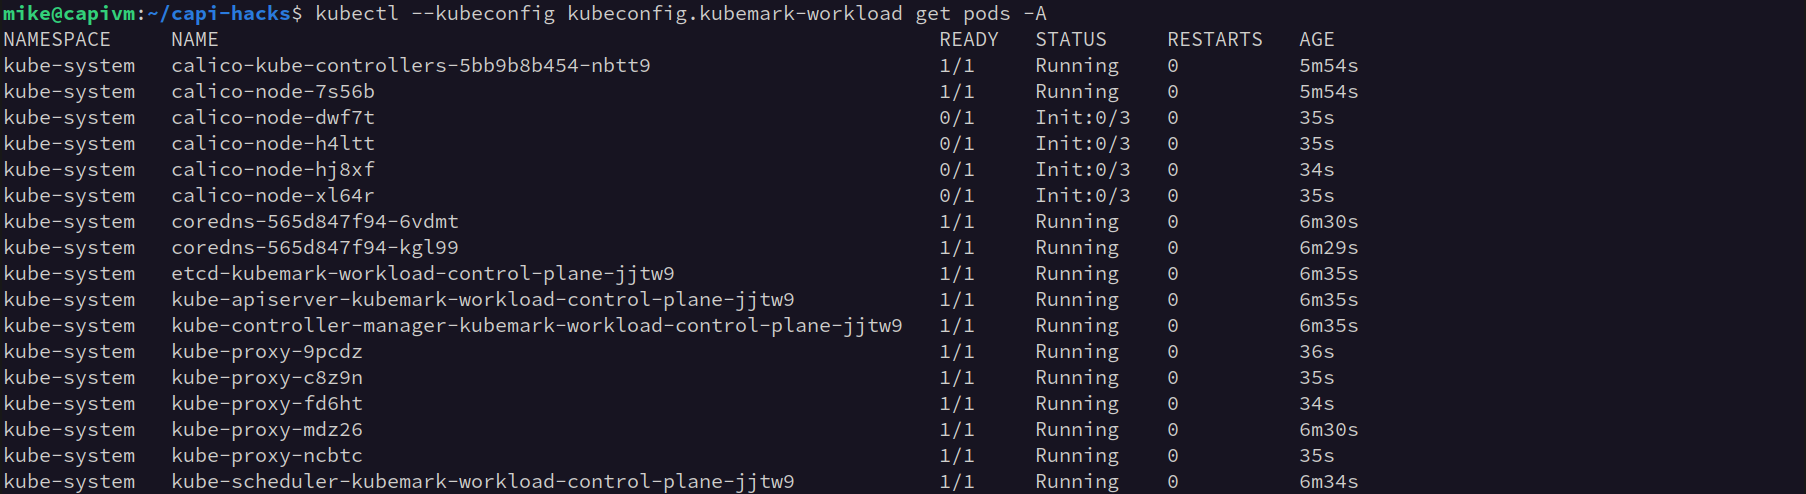 mike@capivm:~/capi-hacks$ kubectl --kubeconfig kubeconfig.kubemark-workload get pods -A
NAMESPACE NAME READY STATUS RESTARTS AGE
kube-system calico-kube-controllers-5bb9b8b454-nbtt9 1/1 Running 0 5m54s
kube-system calico-node-7s56b 1/1 Running 0 5m54s
kube-system calico-node-dwf7t 0/1 Init:0/3 0 35s
kube-system calico-node-h4ltt 0/1 Init:0/3 0 35s
kube-system calico-node-hj8xf 0/1 Init:0/3 0 34s
kube-system calico-node-xl64r 0/1 Init:0/3 0 35s
kube-system coredns-565d847f94-6vdmt 1/1 Running 0 6m30s
kube-system coredns-565d847f94-kgl99 1/1 Running 0 6m29s
kube-system etcd-kubemark-workload-control-plane-jjtw9 1/1 Running 0 6m35s
kube-system kube-apiserver-kubemark-workload-control-plane-jjtw9 1/1 Running 0 6m35s
kube-system kube-controller-manager-kubemark-workload-control-plane-jjtw9 1/1 Running 0 6m35s
kube-system kube-proxy-9pcdz 1/1 Running 0 36s
kube-system kube-proxy-c8z9n 1/1 Running 0 35s
kube-system kube-proxy-fd6ht 1/1 Running 0 34s
kube-system kube-proxy-mdz26 1/1 Running 0 6m30s
kube-system kube-proxy-ncbtc 1/1 Running 0 35s
kube-system kube-scheduler-kubemark-workload-control-plane-jjtw9 1/1 Running 0 6m34s